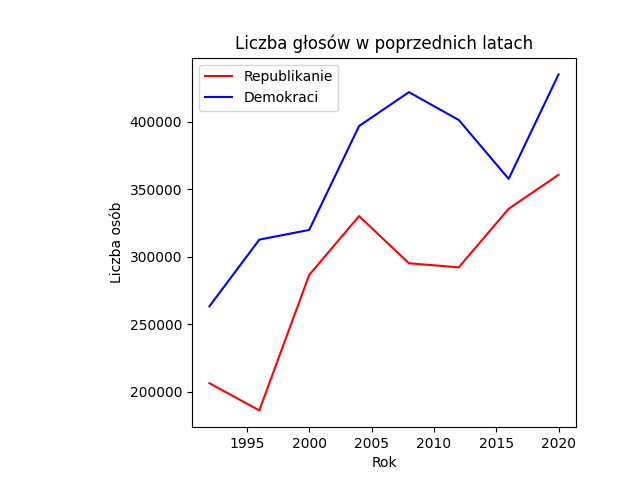 Liczba głosów w poprzednich latach
Republikanie
Demokraci
400000
350000
300000
250000
200000
Liczba osób
1995 2000 2005 2010 2015 2020
Rok